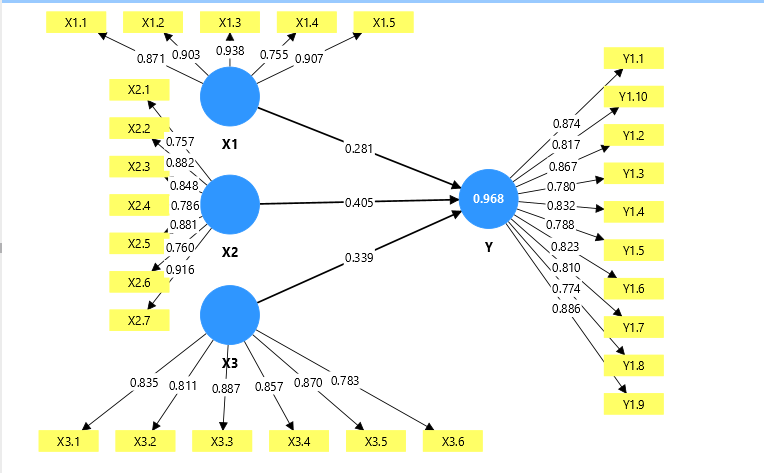 X1.1 X1.2 X1.3 X1.4 X1.5
0.871 0.903 0.938 0.755 0.907
X1
X2.1
X2.2
X2.3
X2.4
X2.5
X2.6
X2.7
0.757
0.882
0.848
0.786
0.881
0.760
0.916
X2
X3
0.835 0.811 0.887 0.857 0.870 0.783
X3.1 X3.2 X3.3 X3.4 X3.5 X3.6
0.281
0.405
0.339
0.968
Y
0.874
0.817
0.867
0.780
0.832
0.788
0.823
0.810
0.774
0.886
Y1.1
Y1.10
Y1.2
Y1.3
Y1.4
Y1.5
Y1.6
Y1.7
Y1.8
Y1.9